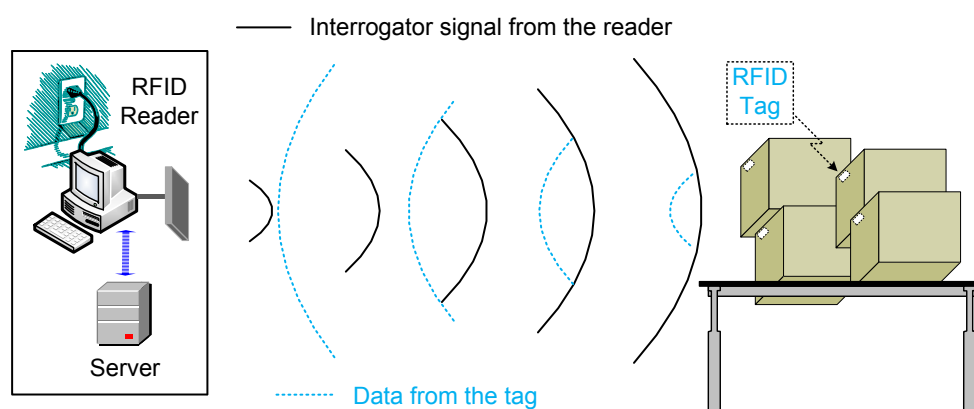 Interrogator signal from the reader
RFID
Reader
RFID
Tag
Server
Data from the tag